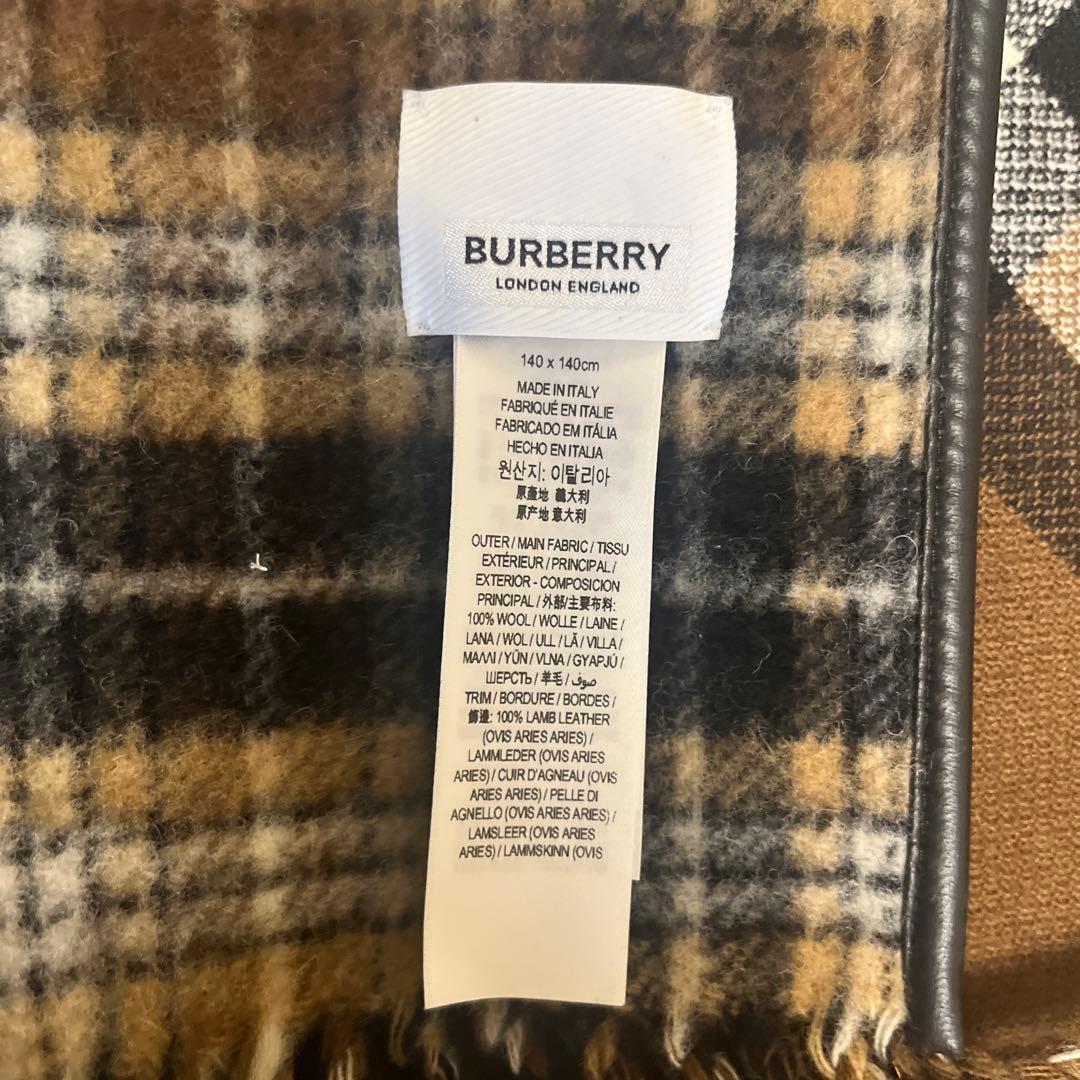 BURBERRY
LONDON ENGLAND
140 x 140cm
MADE IN ITALY
FABRIQUÉ EN ITALIE
FABRICADO EM ITÁLIA
HECHO EN ITALIA
원산지: 이탈리아
原產地 義大利
原产地 意大利
OUTER / MAIN FABRIC / TISSU
EXTÉRIEUR / PRINCIPAL /
EXTERIOR - COMPOSICION
PRINCIPAL / 外部/主要布料:
100% WOOL / WOLLE / LAINE /
LANA / WOL / ULL / LÃ / VILLA /
ΜΑΛΛΙ / YÜN / VLNA / GYAPJÚ /
ШЕРСТЬ / 羊毛 / صوف
TRIM / BORDURE / BORDES /
飾邊: 100% LAMB LEATHER
(OVIS ARIES ARIES) /
LAMMLEDER (OVIS ARIES
ARIES) / CUIR D'AGNEAU (OVIS
ARIES ARIES) / PELLE DI
AGNELLO (OVIS ARIES ARIES) /
LAMSLEER (OVIS ARIES
ARIES) / LAMMSKINN (OVIS